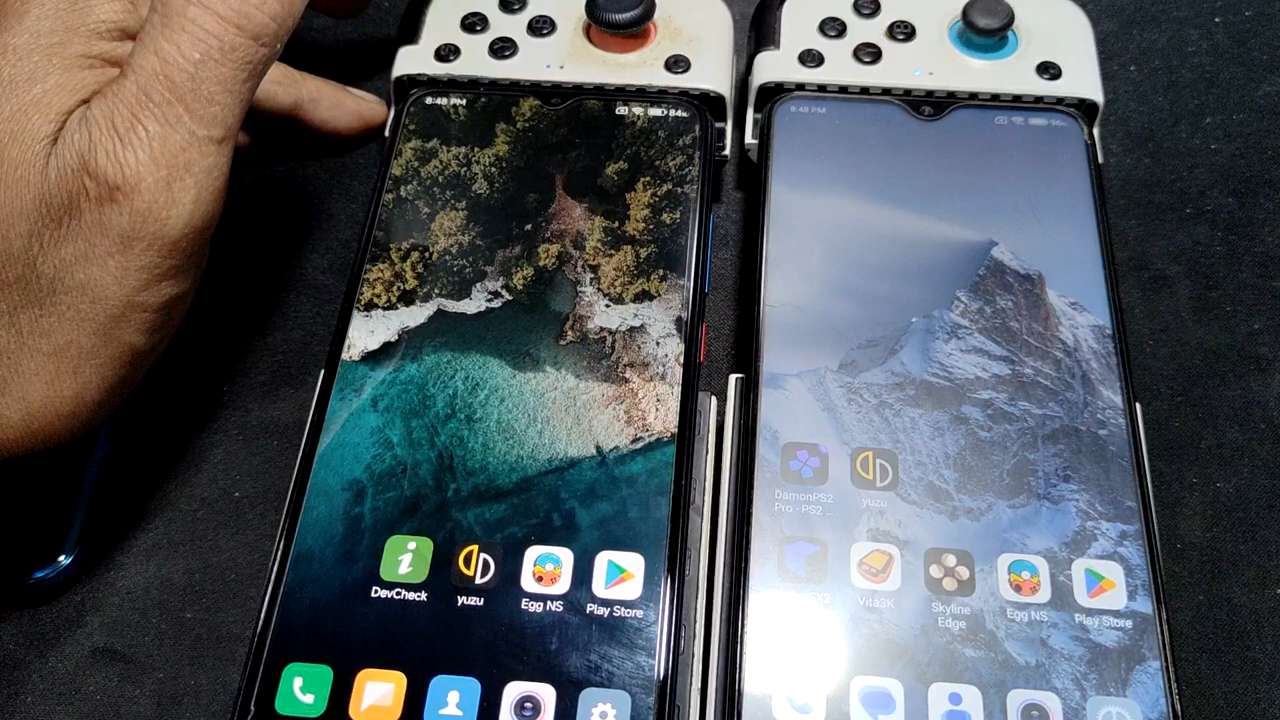 X
B
Y
B
8:48 PM
84%
8:48 PM
DevCheck
yuzu
Egg NS
Play Store
DamonPS2
Pro - PS2 ...
yuzu
Vita3K
Skyline
Edge
Egg NS
Play Store